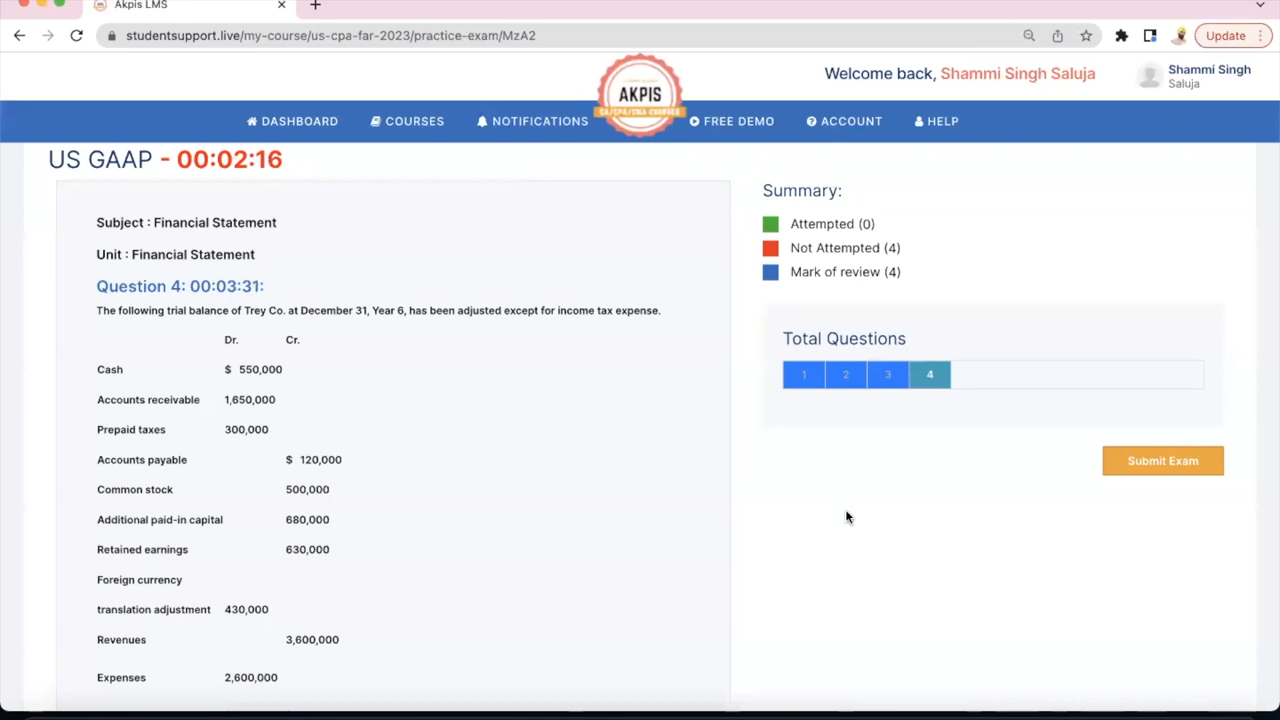 Akpis LMS
studentsupport.live/my-course/us-cpa-far-2023/practice-exam/MzA2
Update
AKPIS
CA/CPA/CMA COURSES
Welcome back, Shammi Singh Saluja
Shammi Singh
Saluja
DASHBOARD COURSES NOTIFICATIONS FREE DEMO ACCOUNT HELP
US GAAP - 00:02:16
Subject : Financial Statement
Unit : Financial Statement
Question 4: 00:03:31:
The following trial balance of Trey Co. at December 31, Year 6, has been adjusted except for income tax expense.
Dr. Cr.
Cash $ 550,000
Accounts receivable 1,650,000
Prepaid taxes 300,000
Accounts payable $ 120,000
Common stock 500,000
Additional paid-in capital 680,000
Retained earnings 630,000
Foreign currency
translation adjustment 430,000
Revenues 3,600,000
Expenses 2,600,000
Summary:
Attempted (0)
Not Attempted (4)
Mark of review (4)
Total Questions
1 2 3 4
Submit Exam